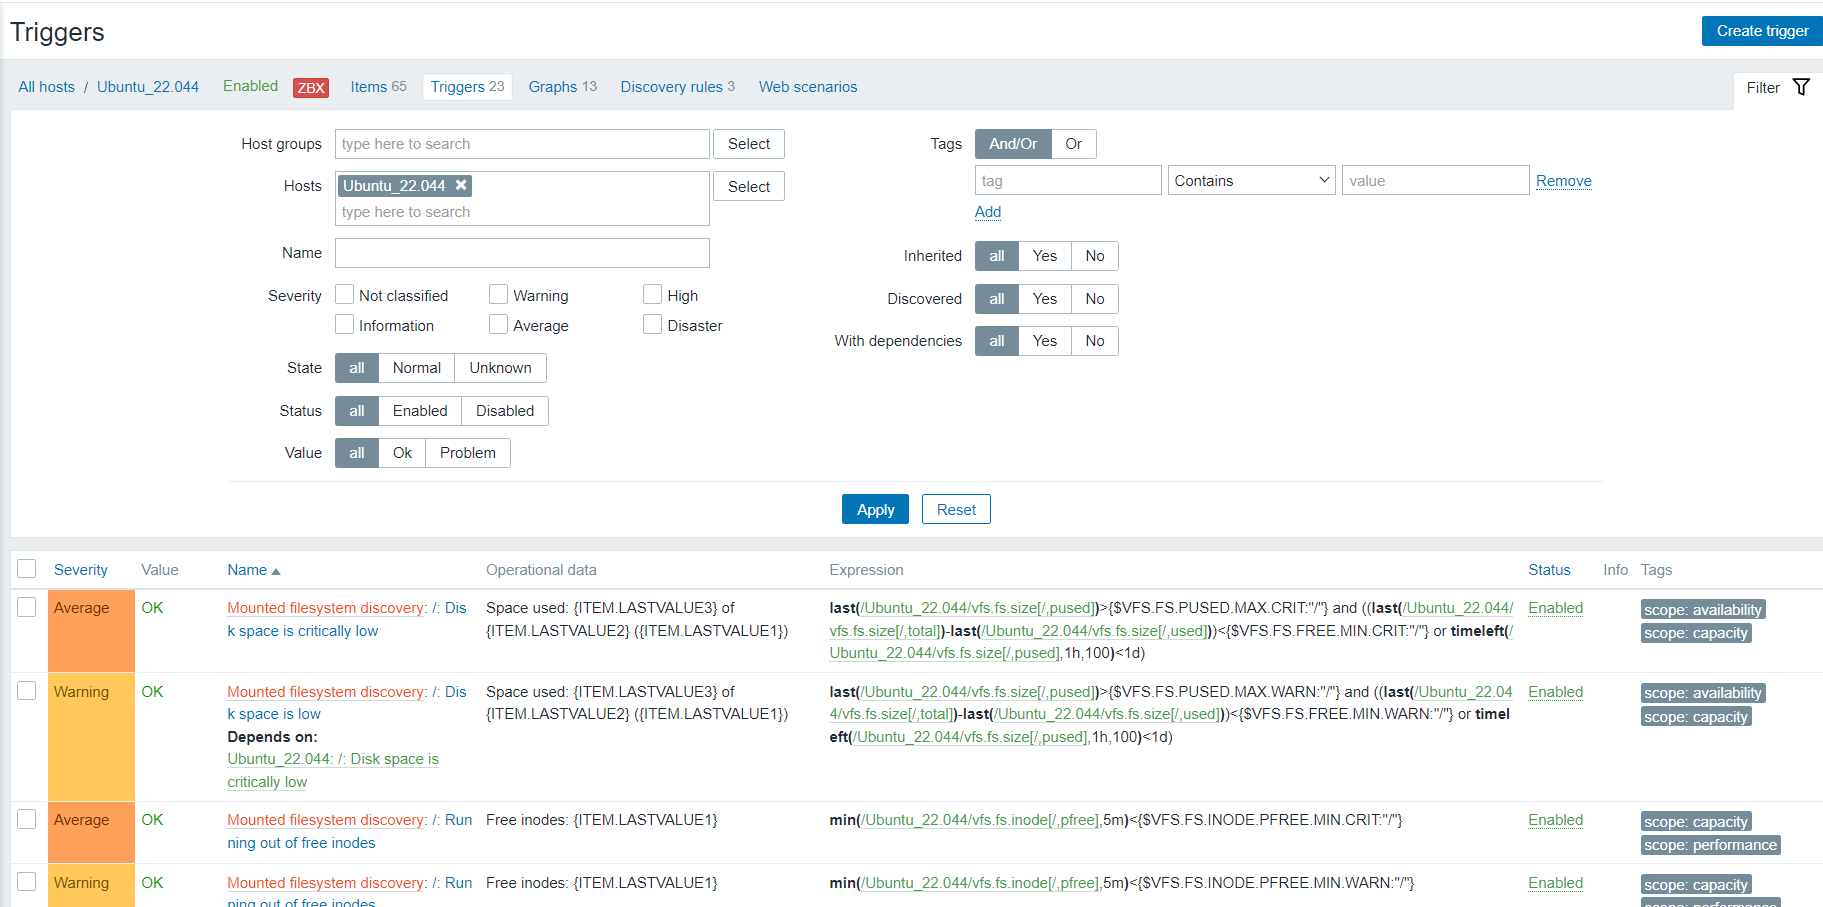 Triggers
Create trigger
All hosts / Ubuntu_22.044 Enabled ZBX Items 65 Triggers 23 Graphs 13 Discovery rules 3 Web scenarios
Filter
Host groups type here to search Select
Hosts Ubuntu_22.044 ✖ Select
type here to search
Name
Severity Not classified Warning High
Information Average Disaster
State all Normal Unknown
Status all Enabled Disabled
Value all Ok Problem
Tags And/Or Or
tag Contains value Remove
Add
Inherited all Yes No
Discovered all Yes No
With dependencies all Yes No
Apply Reset
Severity Value Name ▲ Operational data Expression Status Info Tags
Average OK
Mounted filesystem discovery: /: Dis
k space is critically low
Space used: {ITEM.LASTVALUE3} of
{ITEM.LASTVALUE2} ({ITEM.LASTVALUE1})
last(/Ubuntu_22.044/vfs.fs.size[/,pused])>{$VFS.FS.PUSED.MAX.CRIT:"/"} and ((last(/Ubuntu_22.044/
vfs.fs.size[/,total])-last(/Ubuntu_22.044/vfs.fs.size[/,used]))<{$VFS.FS.FREE.MIN.CRIT:"/"} or timeleft(/
Ubuntu_22.044/vfs.fs.size[/,pused],1h,100)<1d)
Enabled
scope: availability
scope: capacity
Warning OK
Mounted filesystem discovery: /: Dis
k space is low
Depends on:
Ubuntu_22.044: /: Disk space is
critically low
Space used: {ITEM.LASTVALUE3} of
{ITEM.LASTVALUE2} ({ITEM.LASTVALUE1})
last(/Ubuntu_22.044/vfs.fs.size[/,pused])>{$VFS.FS.PUSED.MAX.WARN:"/"} and ((last(/Ubuntu_22.04
4/vfs.fs.size[/,total])-last(/Ubuntu_22.044/vfs.fs.size[/,used]))<{$VFS.FS.FREE.MIN.WARN:"/"} or timel
eft(/Ubuntu_22.044/vfs.fs.size[/,pused],1h,100)<1d)
Enabled
scope: availability
scope: capacity
Average OK
Mounted filesystem discovery: /: Run
ning out of free inodes
Free inodes: {ITEM.LASTVALUE1}
min(/Ubuntu_22.044/vfs.fs.inode[/,pfree],5m)<{$VFS.FS.INODE.PFREE.MIN.CRIT:"/"}
Enabled
scope: capacity
scope: performance
Warning OK
Mounted filesystem discovery: /: Run
ning out of free inodes
Free inodes: {ITEM.LASTVALUE1}
min(/Ubuntu_22.044/vfs.fs.inode[/,pfree],5m)<{$VFS.FS.INODE.PFREE.MIN.WARN:"/"}
Enabled
scope: capacity
scope: performance